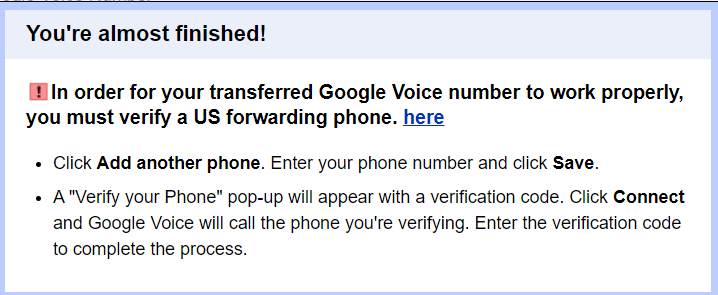 You're almost finished!
In order for your transferred Google Voice number to work properly,
you must verify a US forwarding phone. here
• Click Add another phone. Enter your phone number and click Save.
• A "Verify your Phone" pop-up will appear with a verification code. Click Connect
and Google Voice will call the phone you're verifying. Enter the verification code
to complete the process.